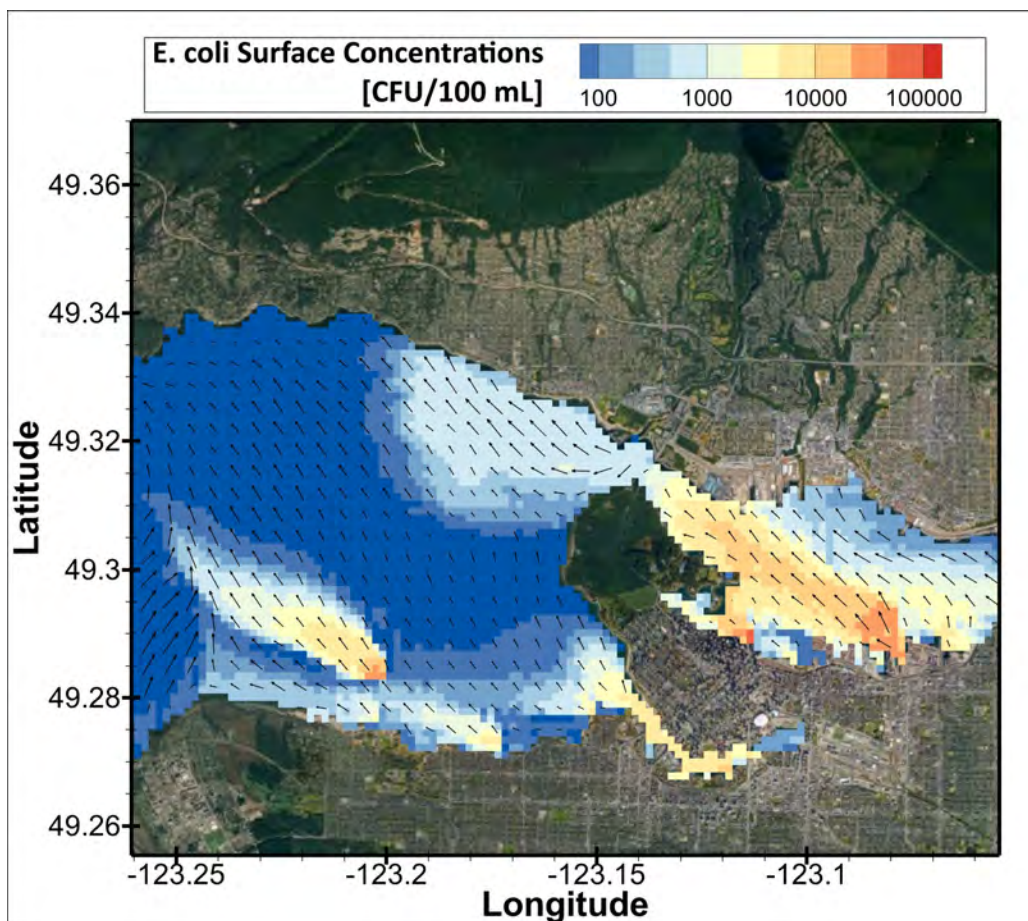 E. coli Surface Concentrations
[CFU/100 mL]
100 1000 10000 100000
49.36
49.34
49.32
49.3
49.28
49.26
Latitude
-123.25 -123.2 -123.15 -123.1
Longitude